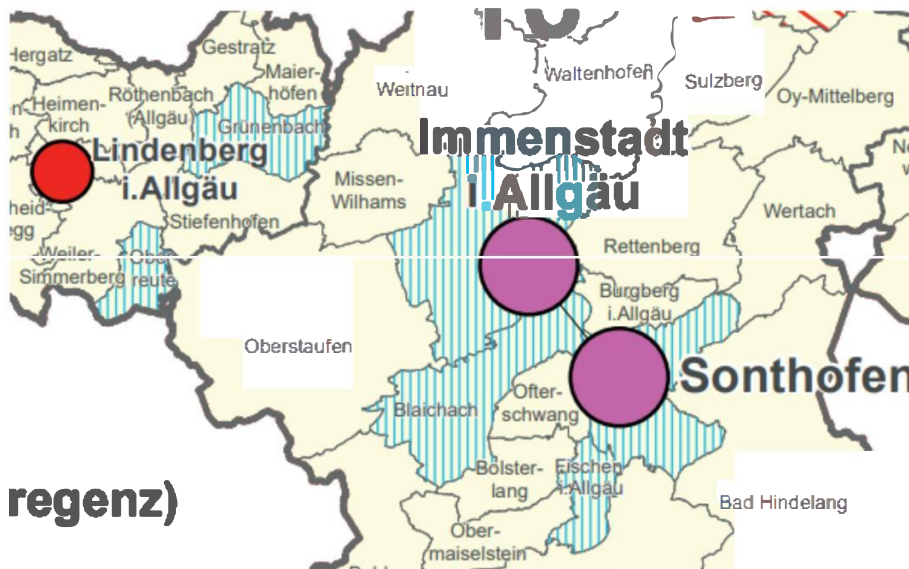 Hergatz
Gestratz
Maier-
höfen
Weitnau
Waltenhofen
Sulzberg
Oy-Mittelberg
Heimen-
kirch
Röthenbach
(Allgäu)
Grünenbach
Immenstadt
i.Allgäu
Lindenberg
i.Allgäu
Missen-
Wilhams
Stiefenhofen
Wertach
Rettenberg
Weiler-
Simmerberg
Ober-
reute
Burgberg
i.Allgäu
Oberstaufen
Sonthofen
Ofter-
schwang
Blaichach
Bolster-
lang
Fischen
i.Allgäu
Bad Hindelang
regenz)
Ober-
maiselstein